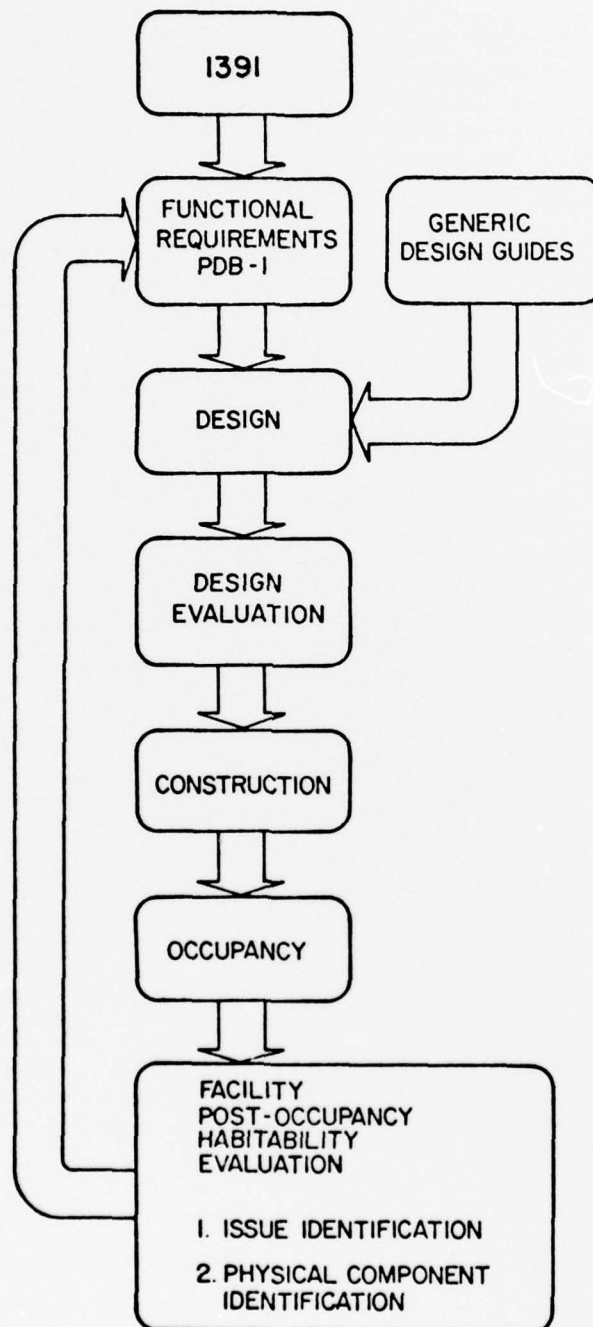 1391
FUNCTIONAL
REQUIREMENTS
PDB-1
GENERIC
DESIGN GUIDES
DESIGN
DESIGN
EVALUATION
CONSTRUCTION
OCCUPANCY
FACILITY
POST-OCCUPANCY
HABITABILITY
EVALUATION
1. ISSUE IDENTIFICATION
2. PHYSICAL COMPONENT
IDENTIFICATION